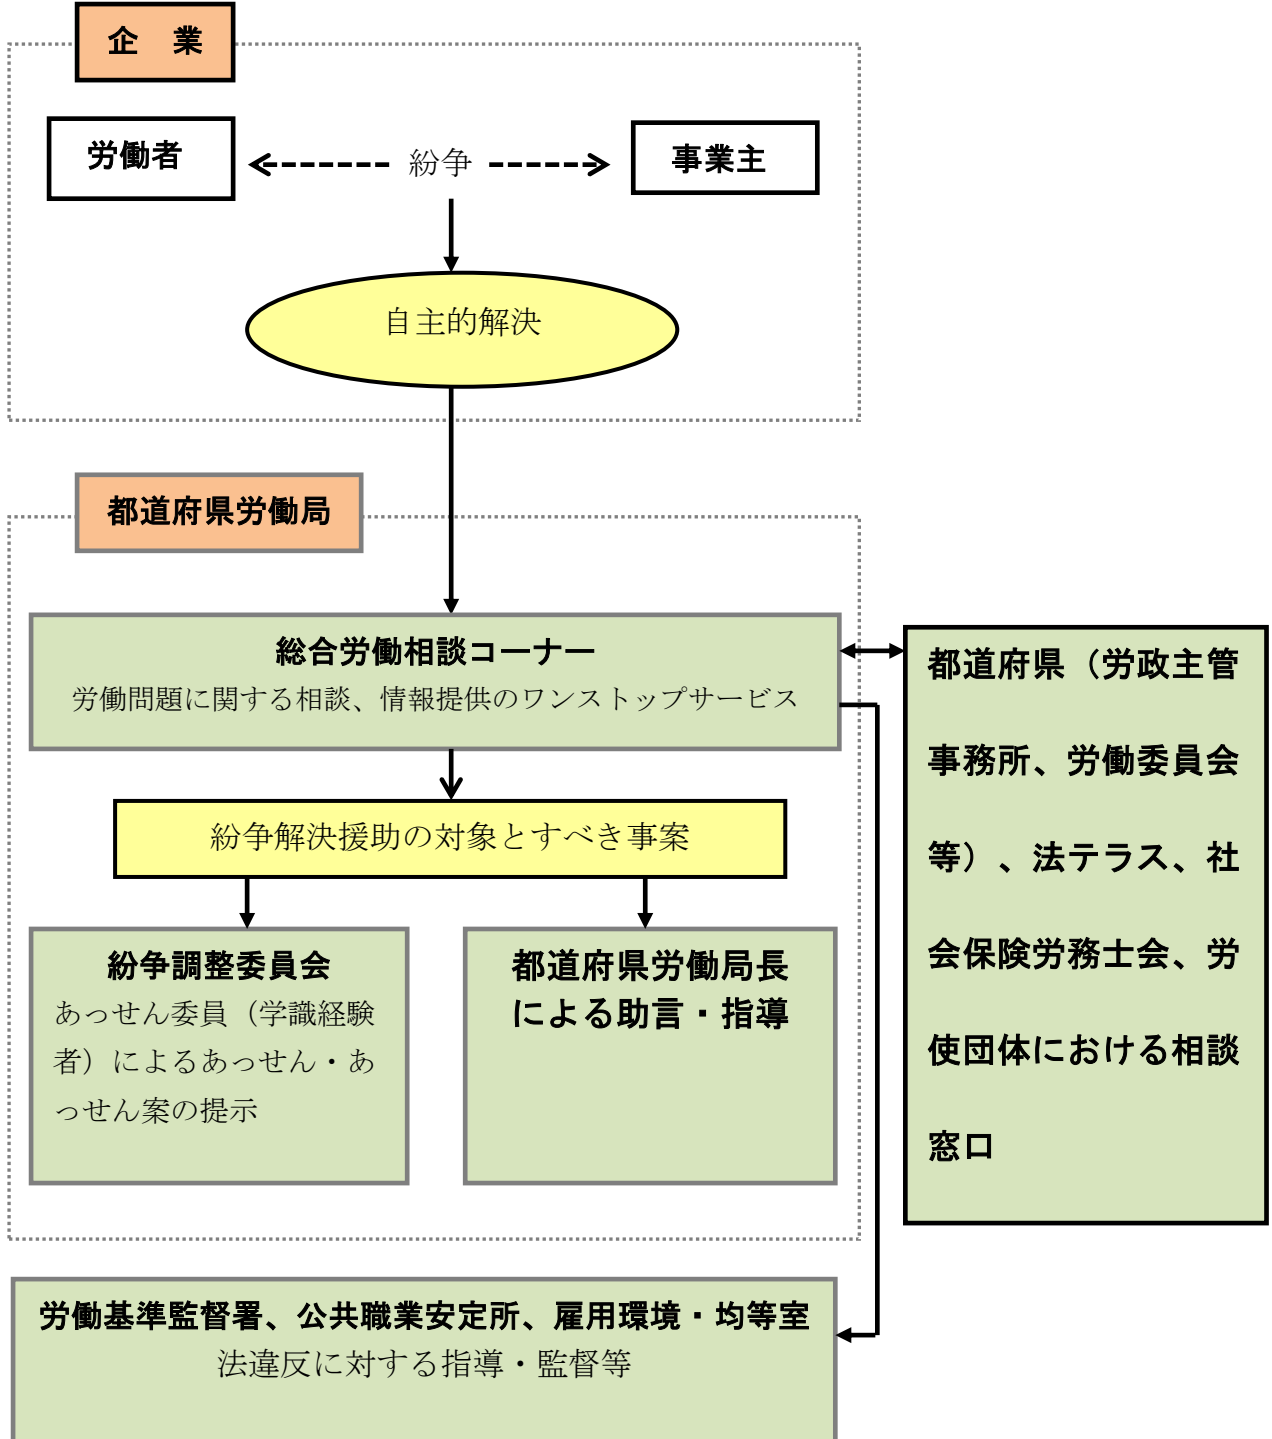 企　業
労働者
紛争
事業主
自主的解決
都道府県労働局
総合労働相談コーナー
労働問題に関する相談、情報提供のワンストップサービス
紛争解決援助の対象とすべき事案
紛争調整委員会
あっせん委員（学識経験
者）によるあっせん・あ
っせん案の提示
都道府県労働局長
による助言・指導
都道府県（労政主管
事務所、労働委員会
等）、法テラス、社
会保険労務士会、労
使団体における相談
窓口
労働基準監督署、公共職業安定所、雇用環境・均等室
法違反に対する指導・監督等